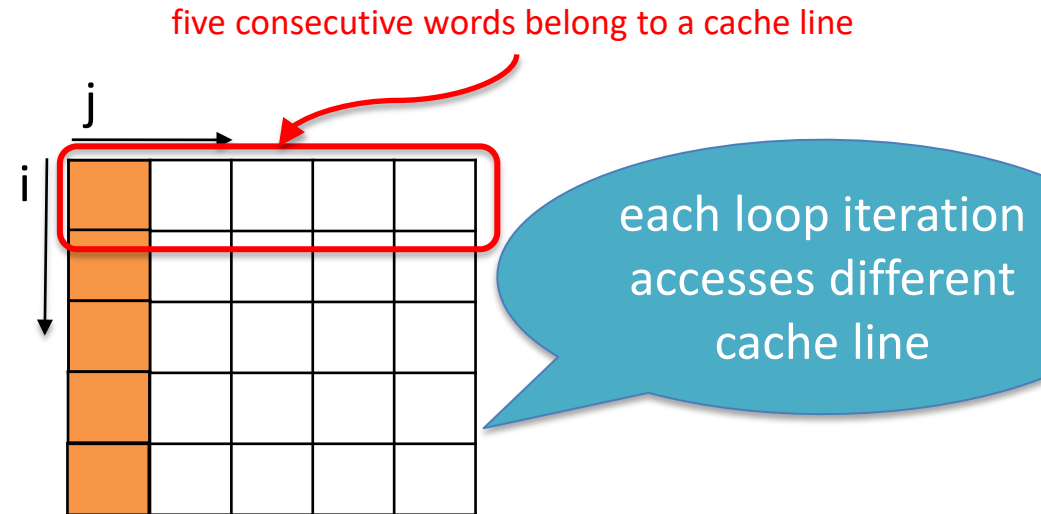 five consecutive words belong to a cache line
j
i
each loop iteration
accesses different
cache line